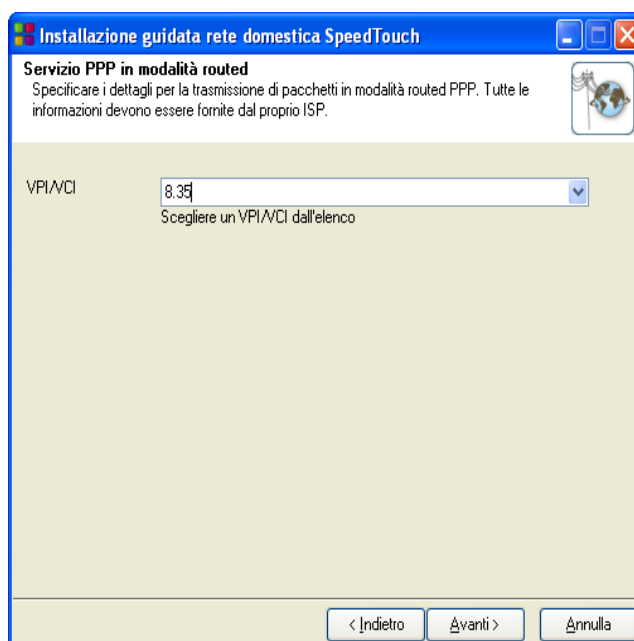 Installazione guidata rete domestica SpeedTouch
Servizio PPP in modalità routed
Specificare i dettagli per la trasmissione di pacchetti in modalità routed PPP. Tutte le
informazioni devono essere fornite dal proprio ISP.
VPI/VCI
8.35
Scegliere un VPI/VCI dall'elenco
< Indietro
Avanti >
Annulla